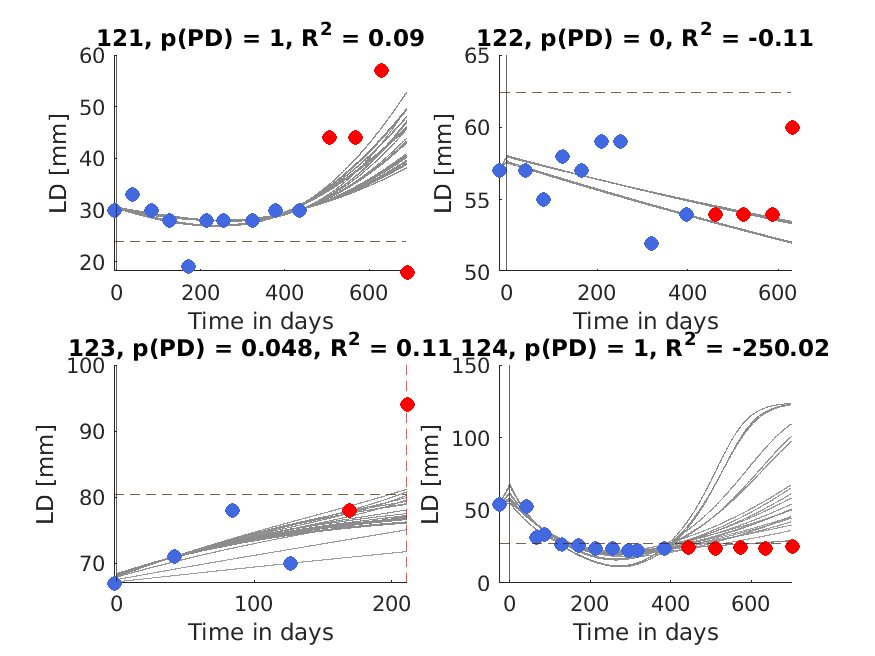 121, p(PD) = 1, R² = 0.09
60
50
40
30
20
LD [mm]
0 200 400 600
Time in days
122, p(PD) = 0, R² = -0.11
65
60
55
50
LD [mm]
0 200 400 600
Time in days
123, p(PD) = 0.048, R² = 0.11
100
90
80
70
LD [mm]
0 100 200
Time in days
124, p(PD) = 1, R² = -250.02
150
100
50
0
LD [mm]
0 200 400 600
Time in days